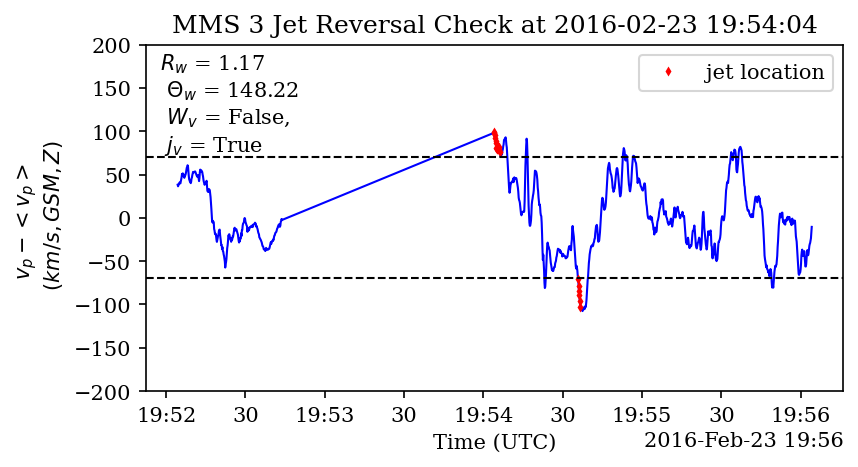 MMS 3 Jet Reversal Check at 2016-02-23 19:54:04
R_w = 1.17
Θ_w = 148.22
W_v = False,
j_v = True
jet location
v_p − < v_p >
(km/s, GSM, Z)
200
150
100
50
0
−50
−100
−150
−200
19:52 30 19:53 30 19:54 30 19:55 30 19:56
Time (UTC)
2016-Feb-23 19:56